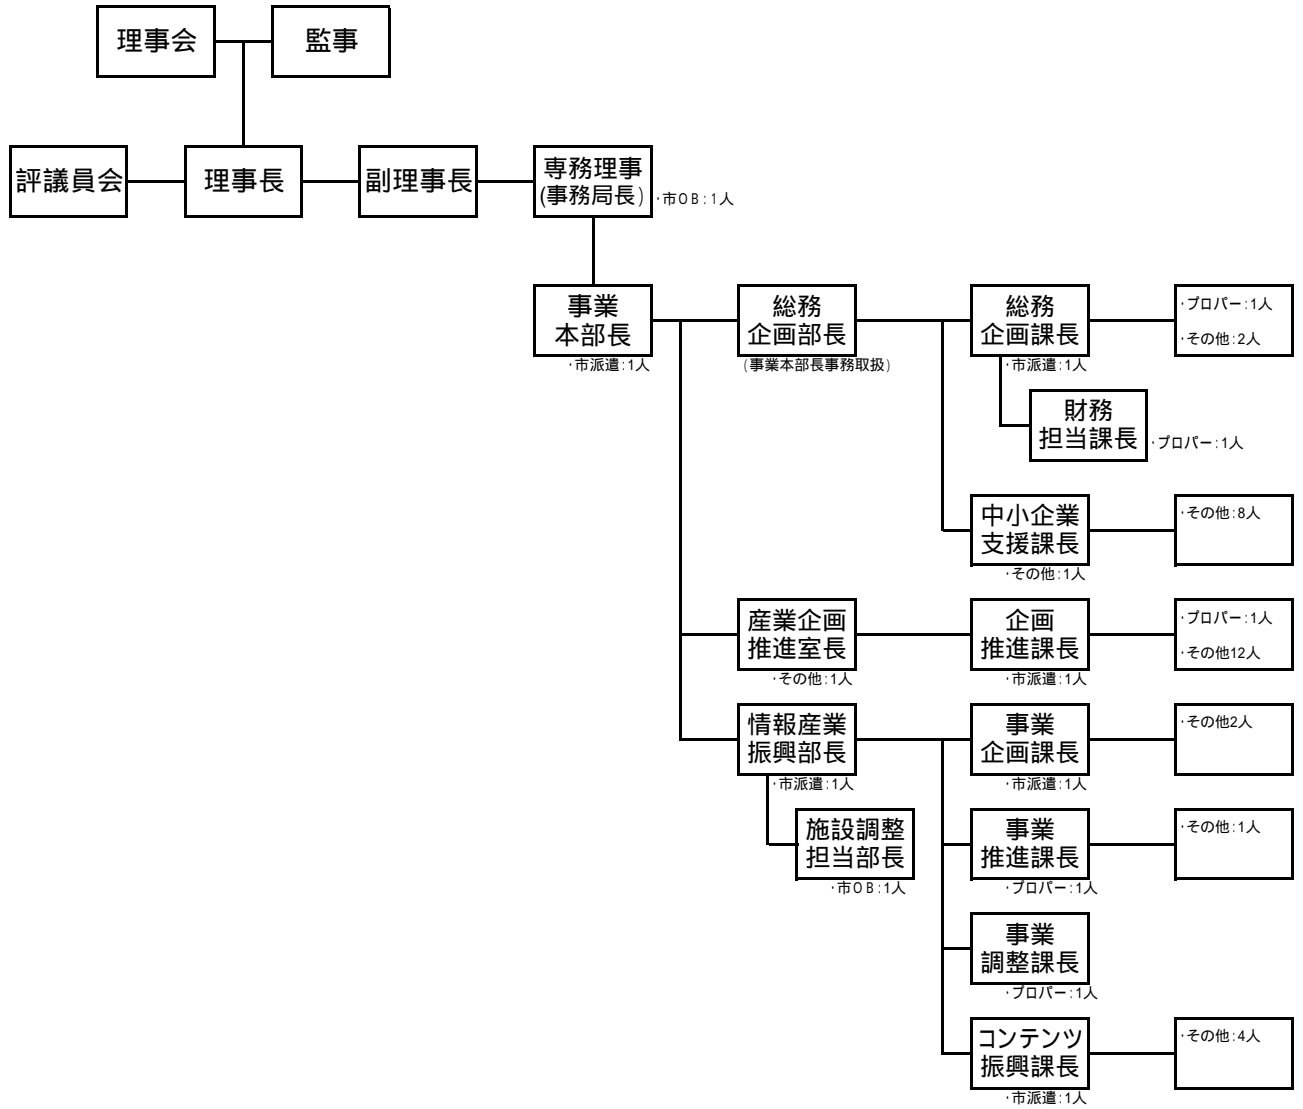 理事会
監事
評議員会
理事長
副理事長
専務理事
(事務局長)
・市OB:1人
事業
本部長
・市派遣:1人
総務
企画部長
(事業本部長事務取扱)
総務
企画課長
・市派遣:1人
・プロパー:1人
・その他:2人
財務
担当課長
・プロパー:1人
中小企業
支援課長
・その他:1人
・その他:8人
産業企画
推進室長
・その他:1人
企画
推進課長
・市派遣:1人
・プロパー:1人
・その他12人
情報産業
振興部長
・市派遣:1人
事業
企画課長
・市派遣:1人
・その他2人
施設調整
担当部長
・市OB:1人
事業
推進課長
・プロパー:1人
・その他:1人
事業
調整課長
・プロパー:1人
コンテンツ
振興課長
・市派遣:1人
・その他:4人